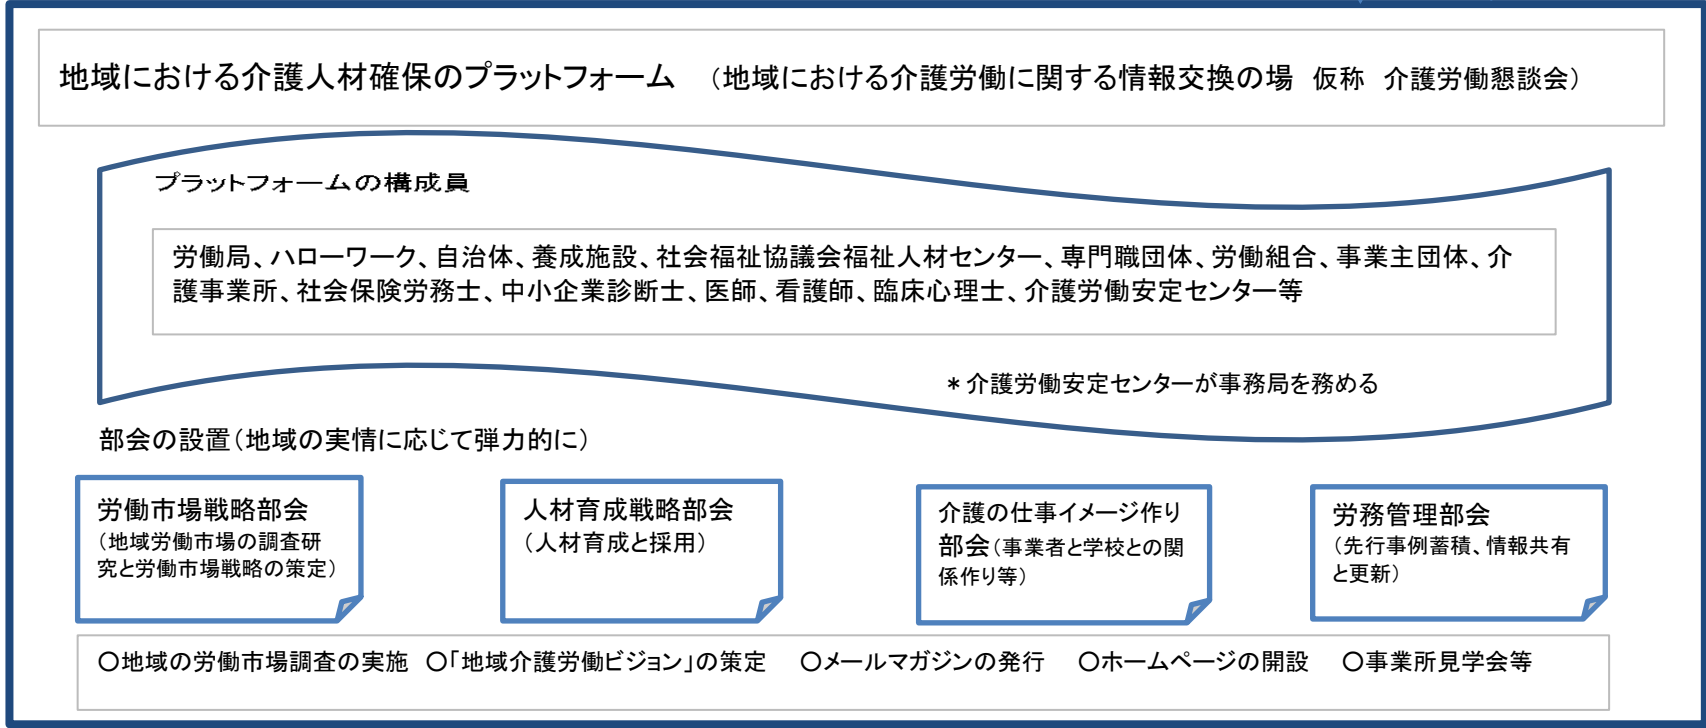 地域における介護人材確保のプラットフォーム （地域における介護労働に関する情報交換の場 仮称 介護労働懇談会）
プラットフォームの構成員
労働局、ハローワーク、自治体、養成施設、社会福祉協議会福祉人材センター、専門職団体、労働組合、事業主団体、介
護事業所、社会保険労務士、中小企業診断士、医師、看護師、臨床心理士、介護労働安定センター等
＊介護労働安定センターが事務局を務める
部会の設置（地域の実情に応じて弾力的に）
労働市場戦略部会
（地域労働市場の調査研
究と労働市場戦略の策定）
人材育成戦略部会
（人材育成と採用）
介護の仕事イメージ作り
部会（事業者と学校との関
係作り等）
労務管理部会
（先行事例蓄積、情報共有
と更新）
○地域の労働市場調査の実施 ○「地域介護労働ビジョン」の策定 ○メールマガジンの発行 ○ホームページの開設 ○事業所見学会等